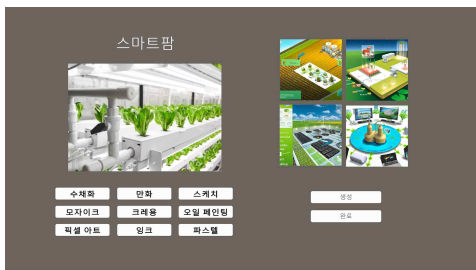 스마트팜
수채화 만화 스케치
모자이크 크레용 오일 페인팅
픽셀 아트 잉크 파스텔
생성
완료